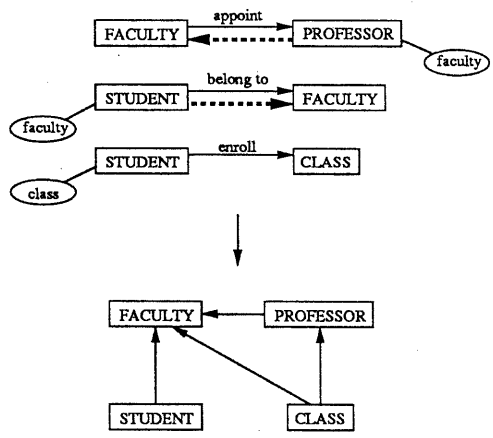 appoint
FACULTY PROFESSOR
faculty
belong to
STUDENT FACULTY
faculty
enroll
STUDENT CLASS
class
FACULTY PROFESSOR
STUDENT CLASS